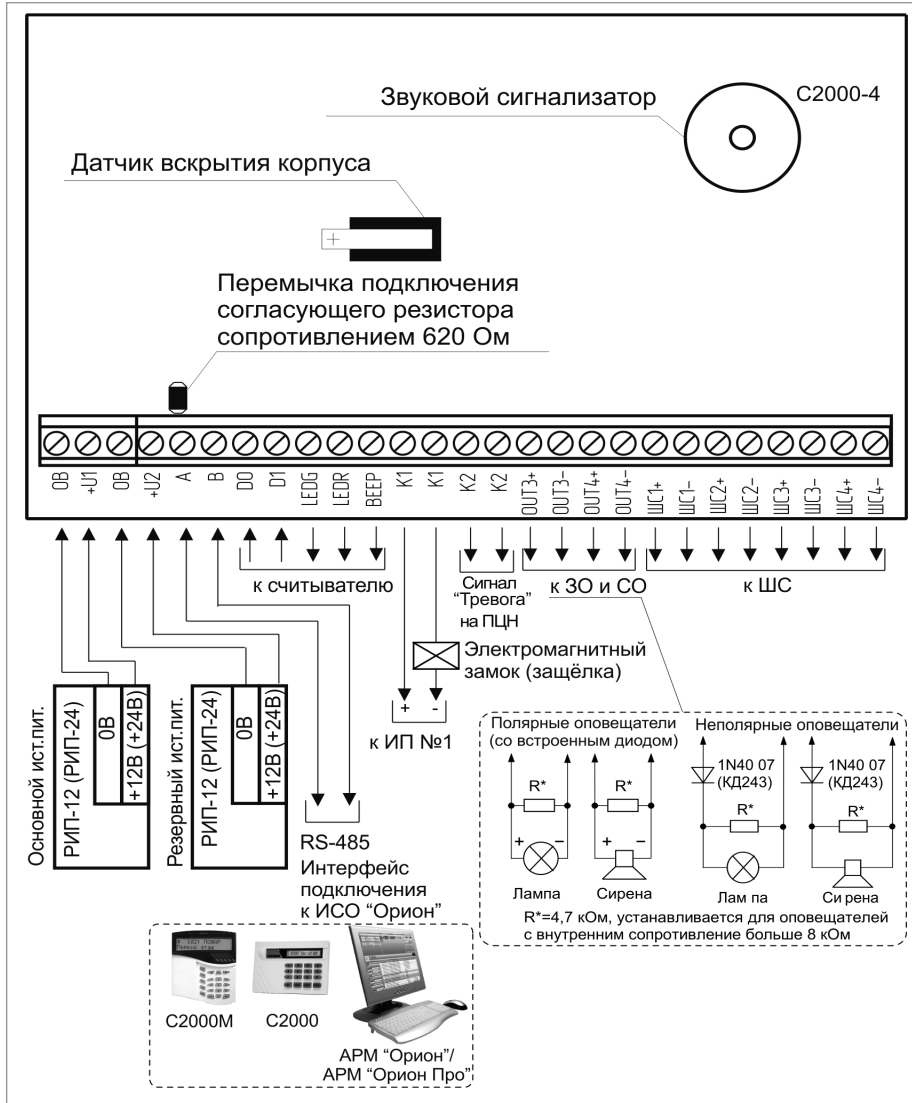 Звуковой сигнализатор
С2000-4
Датчик вскрытия корпуса
Перемычка подключения
согласующего резистора
сопротивлением 620 Ом
0В +U1 0В +U2 A B D0 D1 LEDG LEDR BEEP K1 K1 K2 K2 OUT3+ OUT3- OUT4+ OUT4- ШС1+ ШС1- ШС2+ ШС2- ШС3+ ШС3- ШС4+ ШС4-
к считывателю
Сигнал
"Тревога"
на ПЦН
к ЗО и СО
к ШС
Электромагнитный
замок (защёлка)
+ -
к ИП №1
Основной ист.пит.
РИП-12 (РИП-24)
0В
+12В (+24В)
Резервный ист.пит.
РИП-12 (РИП-24)
0В
+12В (+24В)
RS-485
Интерфейс
подключения
к ИСО "Орион"
Полярные оповещатели
(со встроенным диодом)
Неполярные оповещатели
R*
+ -
Лампа
R*
+ -
Сирена
1N40 07
(КД243)
R*
Лам па
1N40 07
(КД243)
R*
Си рена
R*=4,7 кОм, устанавливается для оповещателей
с внутренним сопротивление больше 8 кОм
С2000М
С2000
АРМ "Орион"/
АРМ "Орион Про"